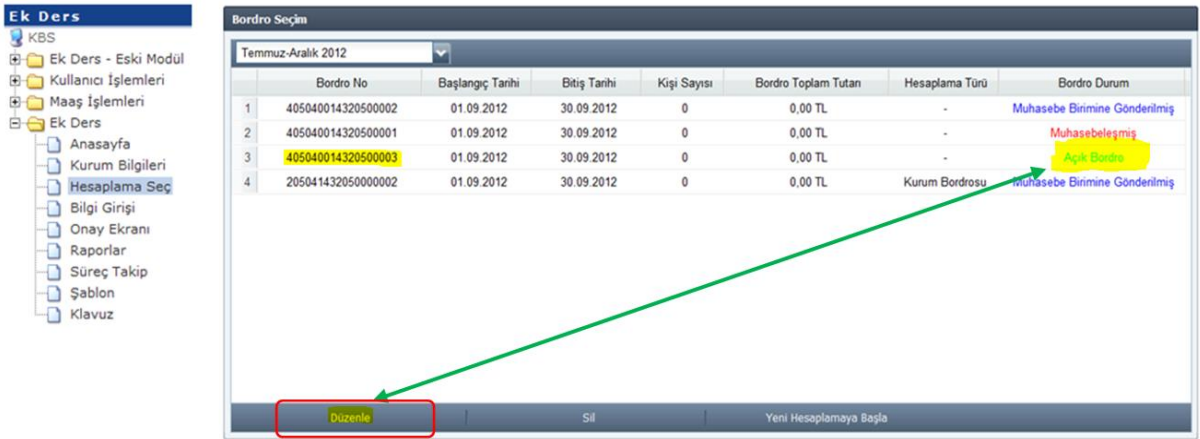 Ek Ders
KBS
Ek Ders - Eski Modül
Kullanıcı İşlemleri
Maaş İşlemleri
Ek Ders
Anasayfa
Kurum Bilgileri
Hesaplama Seç
Bilgi Girişi
Onay Ekranı
Raporlar
Süreç Takip
Şablon
Klavuz
Bordro Seçim
Temmuz-Aralık 2012
Bordro No Başlangıç Tarihi Bitiş Tarihi Kişi Sayısı Bordro Toplam Tutarı Hesaplama Türü Bordro Durum
1 405040014320500002 01.09.2012 30.09.2012 0 0,00 TL - Muhasebe Birimine Gönderilmiş
2 405040014320500001 01.09.2012 30.09.2012 0 0,00 TL - Muhasebeleşmiş
3 405040014320500003 01.09.2012 30.09.2012 0 0,00 TL - Açık Bordro
4 205041432050000002 01.09.2012 30.09.2012 0 0,00 TL Kurum Bordrosu Muhasebe Birimine Gönderilmiş
Düzenle Sil Yeni Hesaplamaya Başla